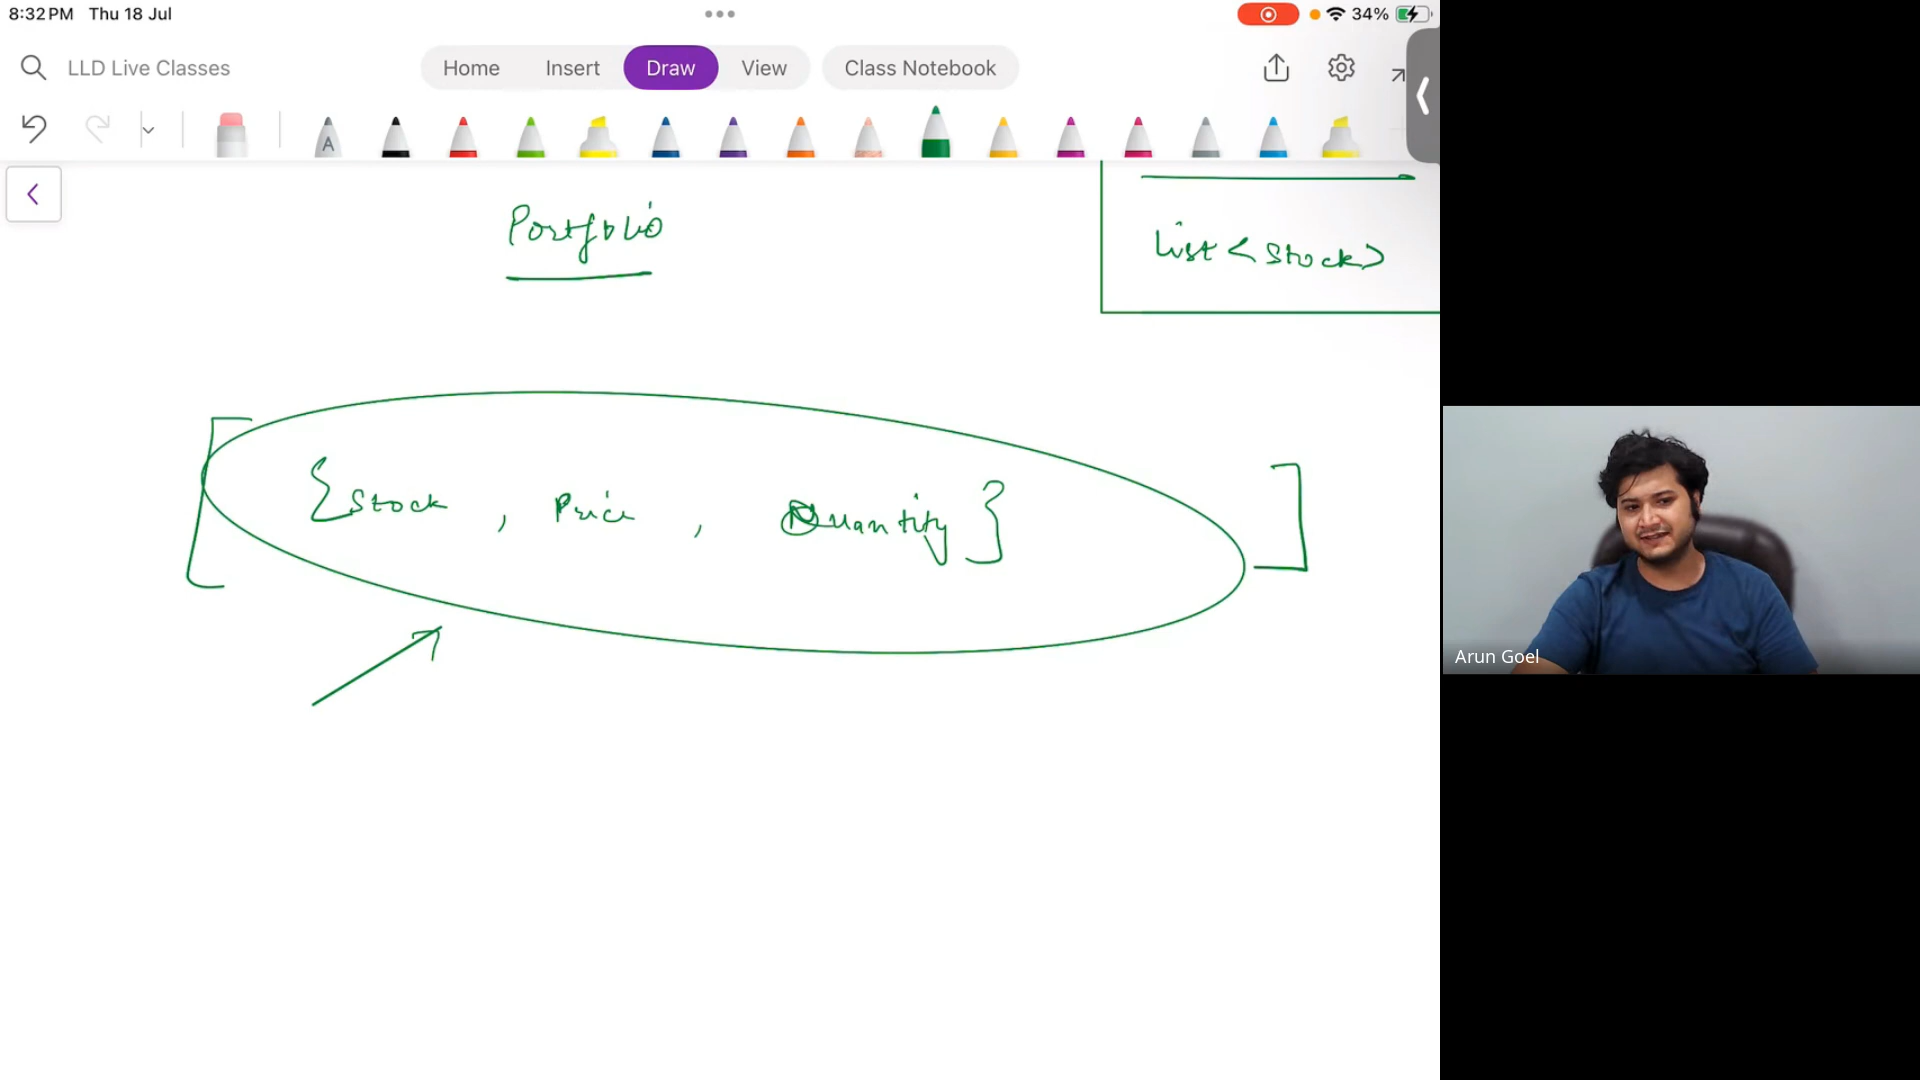 8:32 PM Thu 18 Jul
34%
LLD Live Classes
Home Insert Draw View Class Notebook
A
Portfolio
List<Stock>
[ {Stock , Price , Quantity} ]
Arun Goel